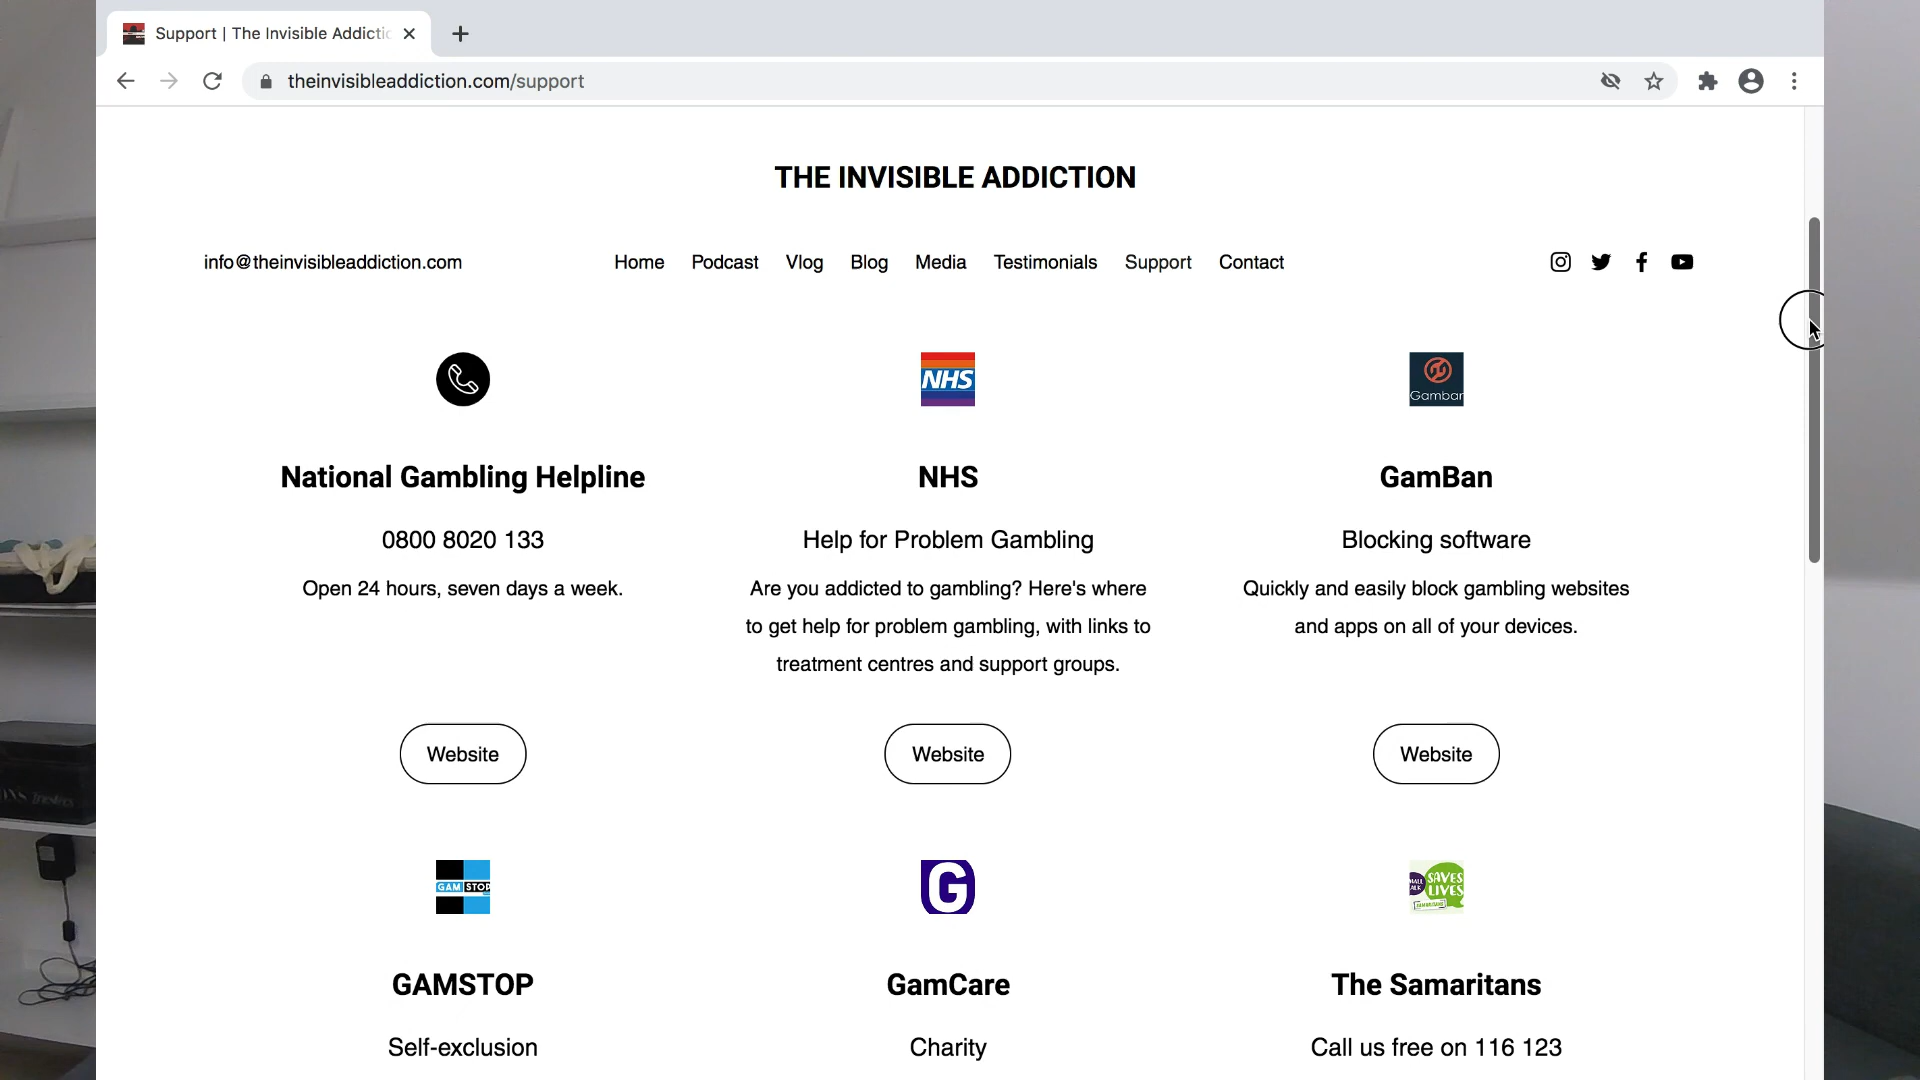 Support | The Invisible Addictic
theinvisibleaddiction.com/support
THE INVISIBLE ADDICTION
info@theinvisibleaddiction.com
Home Podcast Vlog Blog Media Testimonials Support Contact
NHS
Gamban
National Gambling Helpline
NHS
GamBan
0800 8020 133
Help for Problem Gambling
Blocking software
Open 24 hours, seven days a week.
Are you addicted to gambling? Here's where
to get help for problem gambling, with links to
treatment centres and support groups.
Quickly and easily block gambling websites
and apps on all of your devices.
Website
Website
Website
GAMSTOP
G
SAVES
LIVES
GAMSTOP
GamCare
The Samaritans
Self-exclusion
Charity
Call us free on 116 123